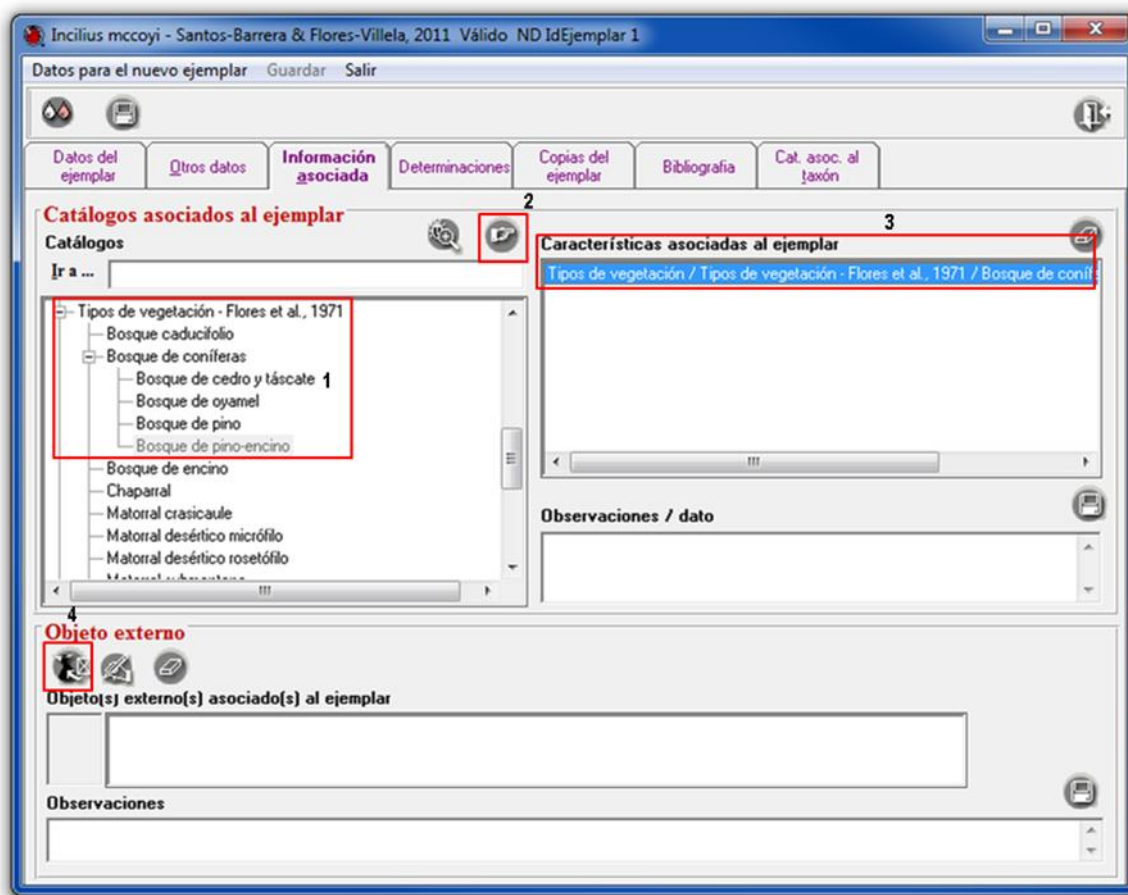 Incilius mccoyi - Santos-Barrera & Flores-Villela, 2011 Válido ND IdEjemplar 1
Datos para el nuevo ejemplar Guardar Salir
Datos del ejemplar
Otros datos
Información asociada
Determinaciones
Copias del ejemplar
Bibliografia
Cat. asoc. al taxón
Catálogos asociados al ejemplar
2
3
Catálogos
Características asociadas al ejemplar
Ir a ...
Tipos de vegetación / Tipos de vegetación - Flores et al., 1971 / Bosque de conífe
Tipos de vegetación - Flores et al., 1971
Bosque caducifolio
Bosque de coníferas
Bosque de cedro y táscate 1
Bosque de oyamel
Bosque de pino
Bosque de pino-encino
Bosque de encino
Chaparral
Matorral crasicaule
Matorral desértico micrófilo
Matorral desértico rosetófilo
Observaciones / dato
4
Objeto externo
Objeto(s) externo(s) asociado(s) al ejemplar
Observaciones